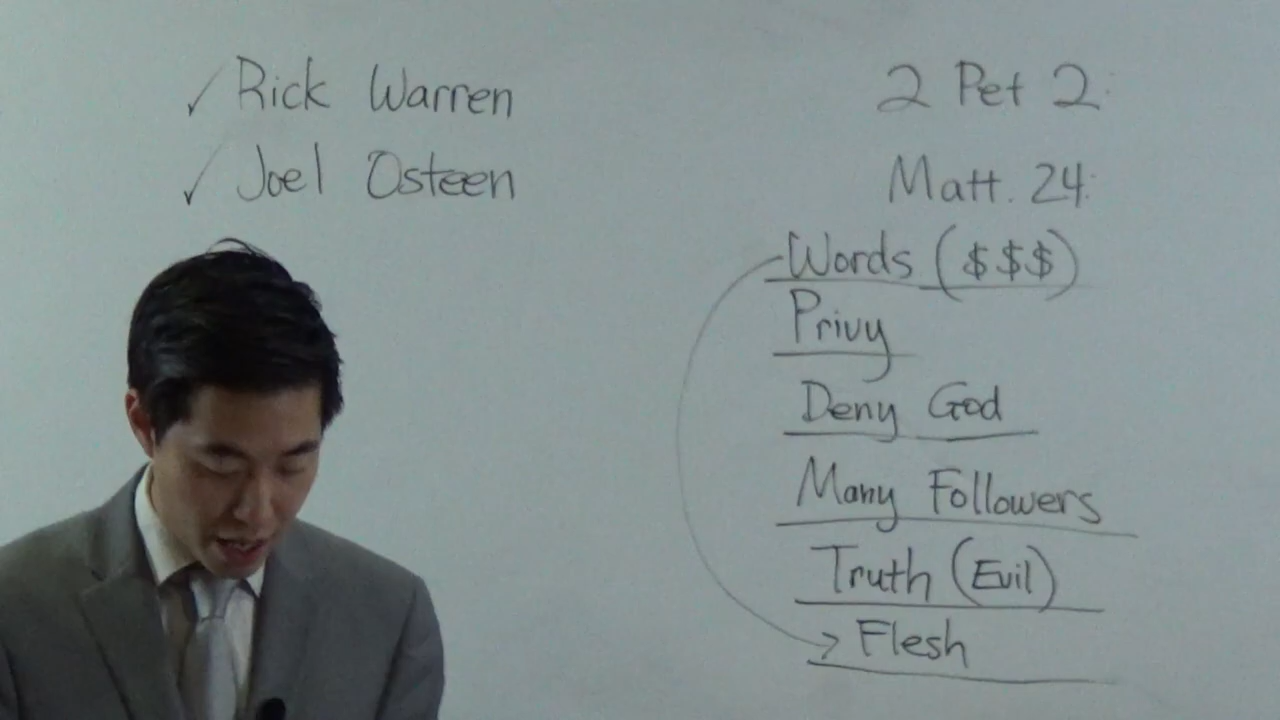 ✓ Rick Warren
✓ Joel Osteen
2 Pet 2:
Matt. 24:
Words ($$$)
Privy
Deny God
Many Followers
Truth (Evil)
Flesh